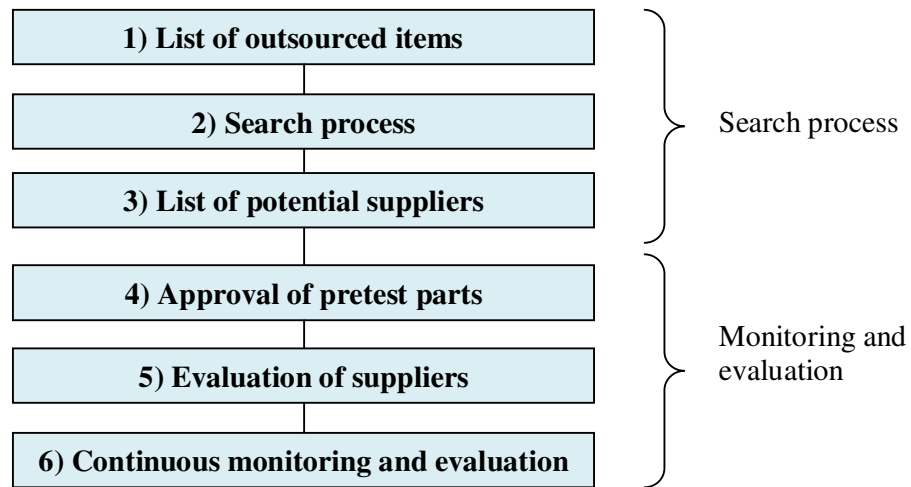 1) List of outsourced items
2) Search process
3) List of potential suppliers
Search process
4) Approval of pretest parts
5) Evaluation of suppliers
6) Continuous monitoring and evaluation
Monitoring and
evaluation